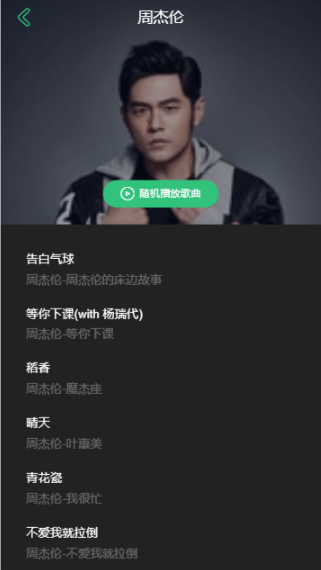 周杰伦
随机播放歌曲
告白气球
周杰伦-周杰伦的床边故事
等你下课(with 杨瑞代)
周杰伦-等你下课
稻香
周杰伦-魔杰座
晴天
周杰伦-叶惠美
青花瓷
周杰伦-我很忙
不爱我就拉倒
周杰伦-不爱我就拉倒